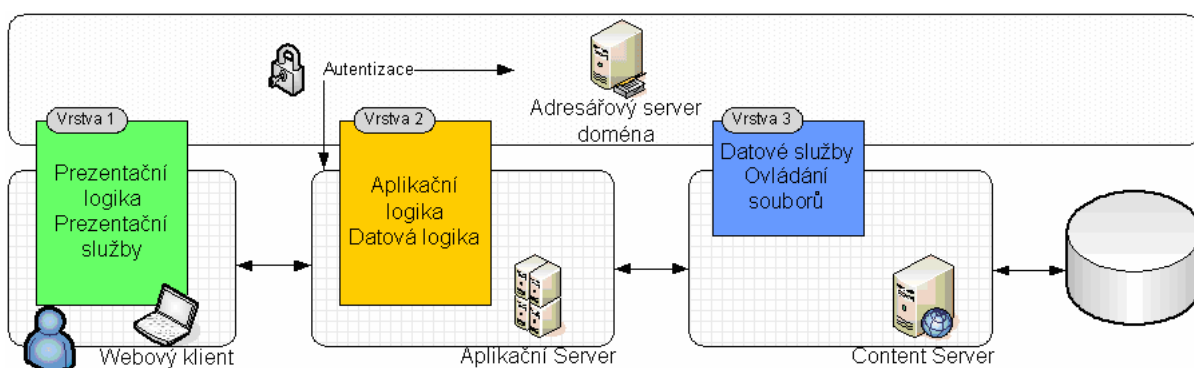 Autentizace
Adresářový server
doména
Vrstva 1
Prezentační
logika
Prezentační
služby
Webový klient
Vrstva 2
Aplikační
logika
Datová logika
Aplikační Server
Vrstva 3
Datové služby
Ovládání
souborů
Content Server